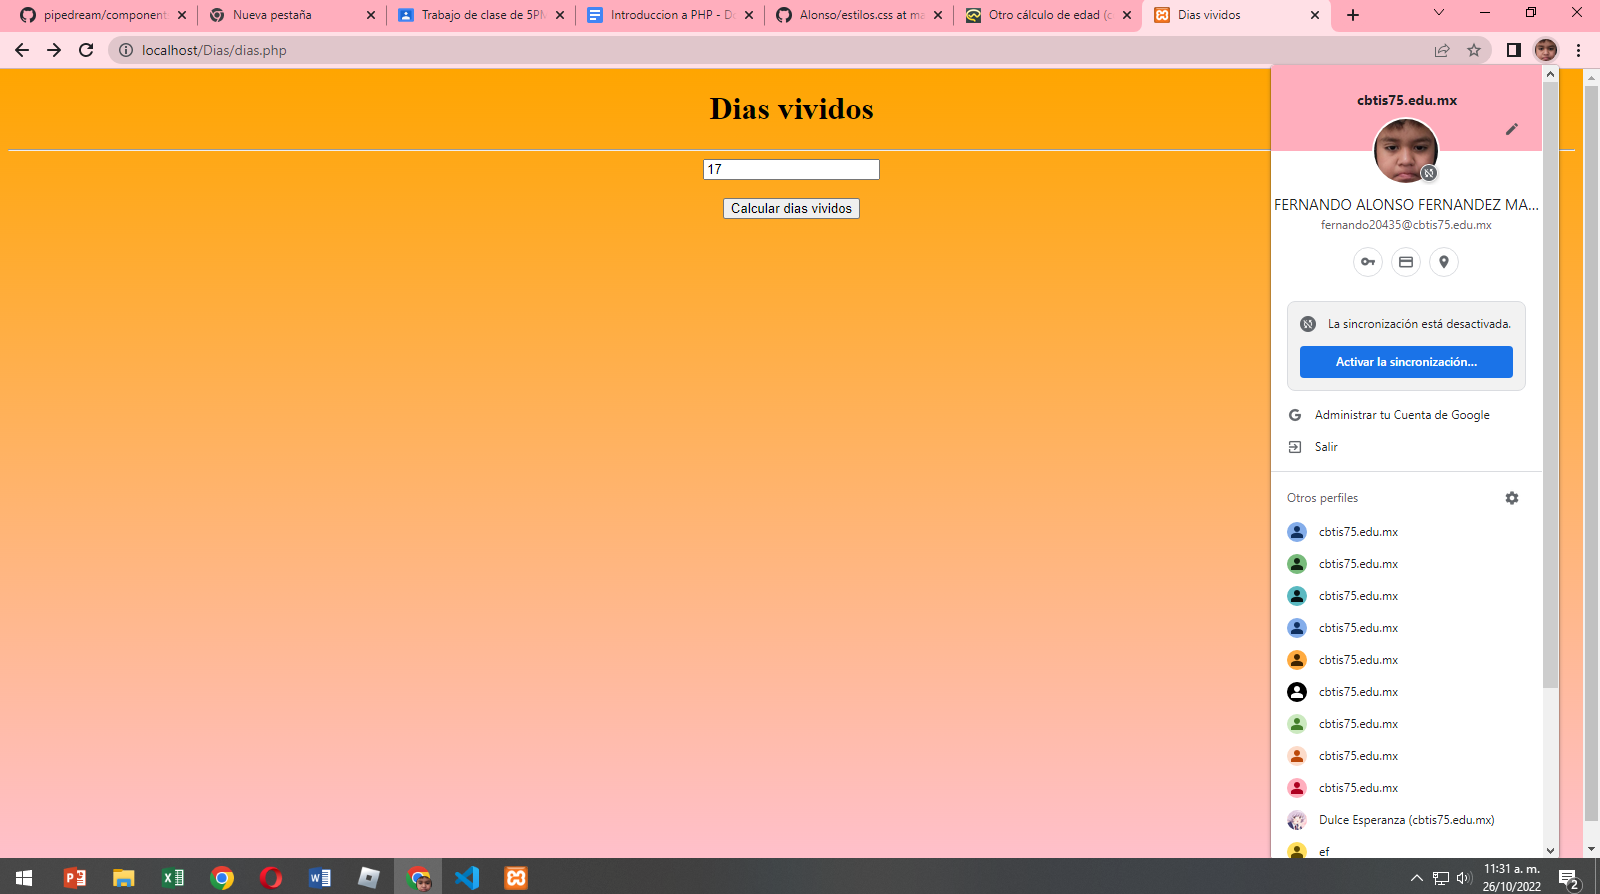 pipedream/component
Nueva pestaña
Trabajo de clase de 5PM
Introduccion a PHP - Do
Alonso/estilos.css at ma
Otro cálculo de edad (c
Dias vividos
localhost/Dias/dias.php
Dias vividos
17
Calcular dias vividos
cbtis75.edu.mx
FERNANDO ALONSO FERNANDEZ MA...
fernando20435@cbtis75.edu.mx
La sincronización está desactivada.
Activar la sincronización...
Administrar tu Cuenta de Google
Salir
Otros perfiles
cbtis75.edu.mx
cbtis75.edu.mx
cbtis75.edu.mx
cbtis75.edu.mx
cbtis75.edu.mx
cbtis75.edu.mx
cbtis75.edu.mx
cbtis75.edu.mx
cbtis75.edu.mx
Dulce Esperanza (cbtis75.edu.mx)
ef
11:31 a. m.
26/10/2022
2